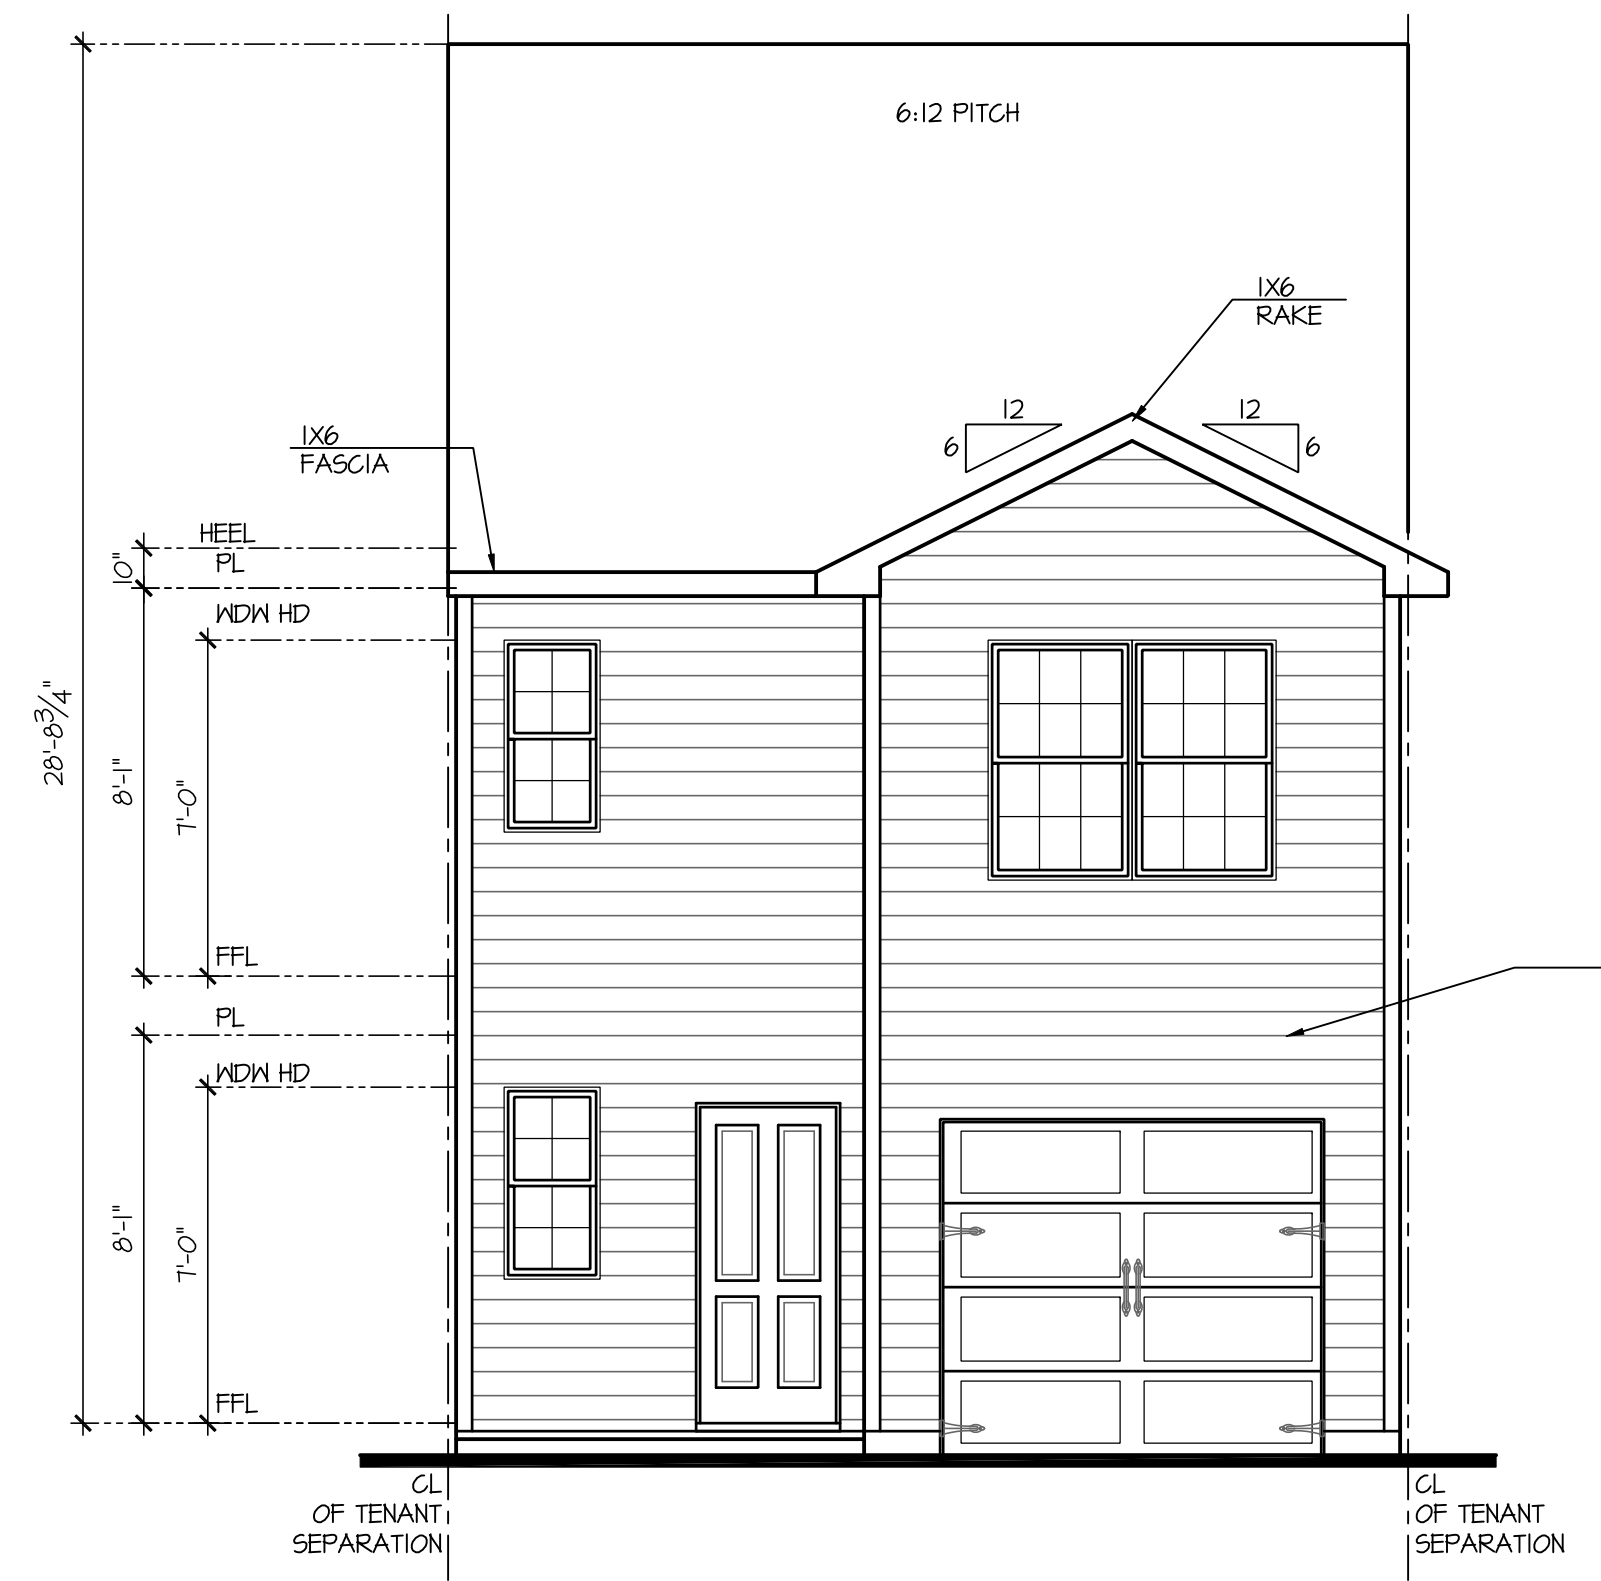 6:12 PITCH
1X6
RAKE
12
6
12
6
1X6
FASCIA
HEEL
PL
10"
WDW HD
28'-8 3/4"
8'-1"
7'-0"
FFL
PL
WDW HD
8'-1"
7'-0"
FFL
CL
OF TENANT
SEPARATION
CL
OF TENANT
SEPARATION